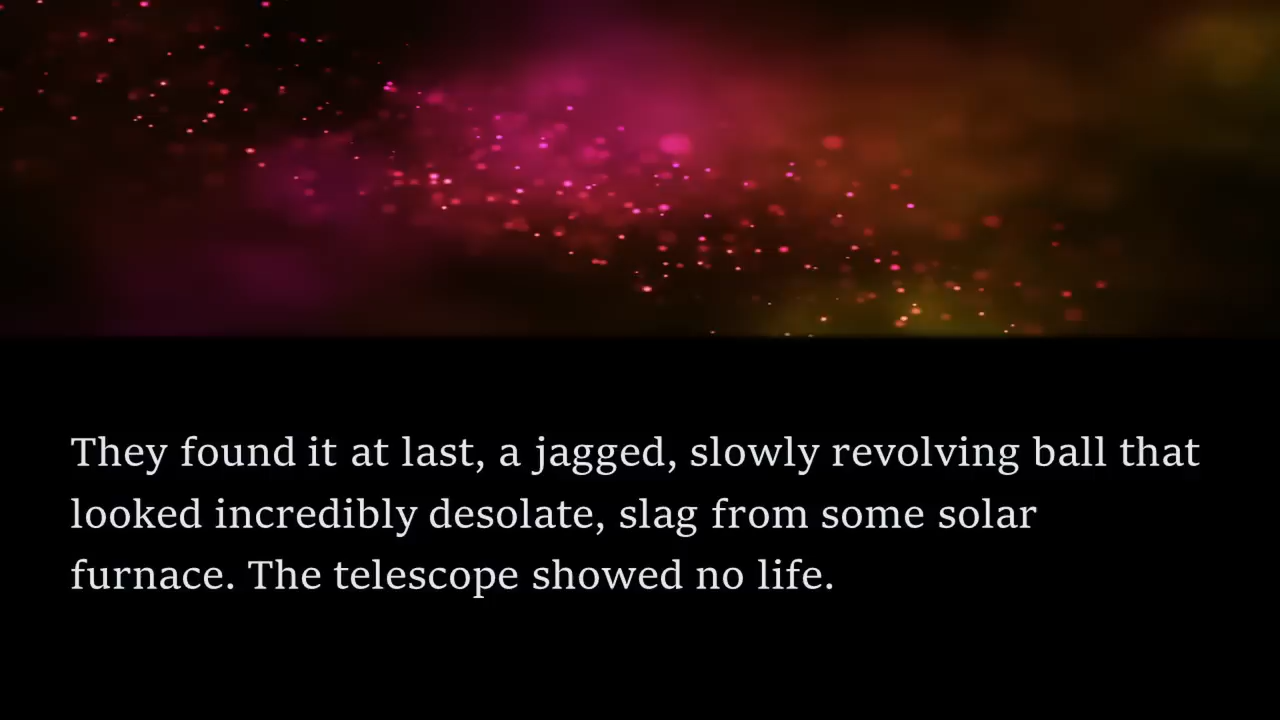 They found it at last, a jagged, slowly revolving ball that
looked incredibly desolate, slag from some solar
furnace. The telescope showed no life.